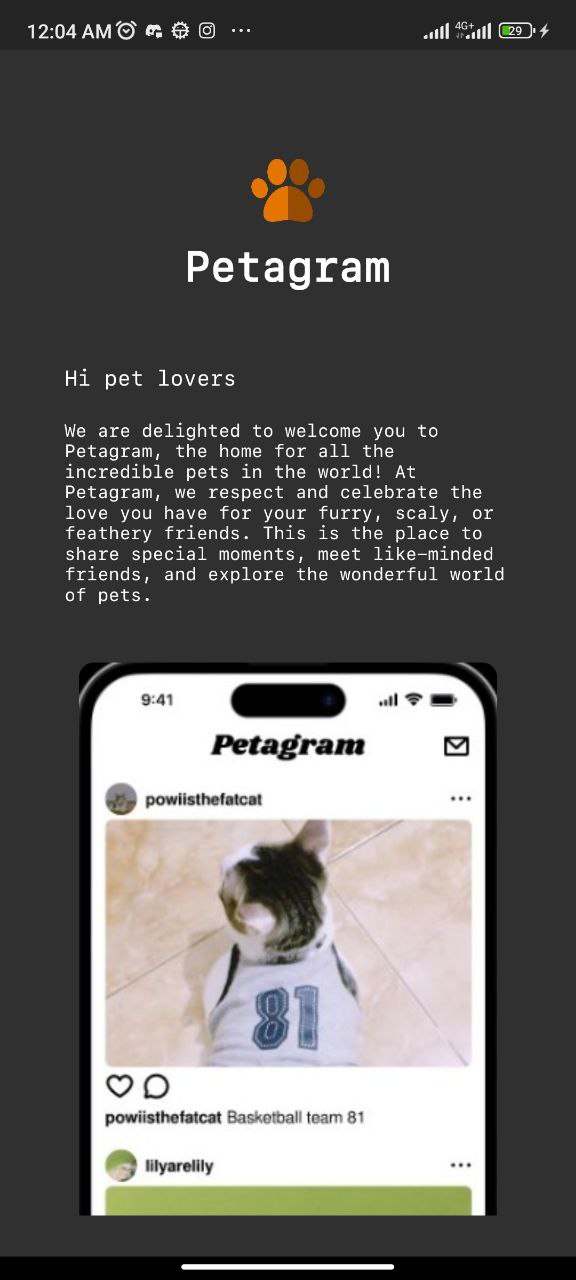 12:04 AM 4G+ 29
Petagram
Hi pet lovers
We are delighted to welcome you to
Petagram, the home for all the
incredible pets in the world! At
Petagram, we respect and celebrate the
love you have for your furry, scaly, or
feathery friends. This is the place to
share special moments, meet like-minded
friends, and explore the wonderful world
of pets.
9:41
Petagram
powiisthefatcat
81
powiisthefatcat Basketball team 81
lilyarelily